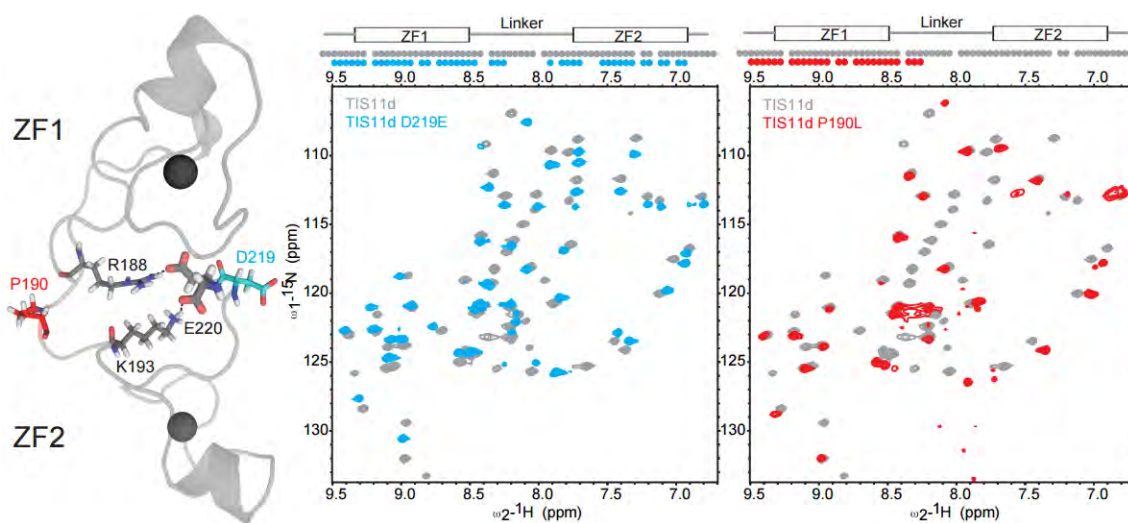 ZF1
R188
D219
P190
E220
K193
ZF2
Linker
ZF1
ZF2
9.5 9.0 8.5 8.0 7.5 7.0
TIS11d
TIS11d D219E
110
115
120
125
130
ω1-15N (ppm)
9.5 9.0 8.5 8.0 7.5 7.0
ω2-1H (ppm)
Linker
ZF1
ZF2
9.5 9.0 8.5 8.0 7.5 7.0
TIS11d
TIS11d P190L
110
115
120
125
130
9.5 9.0 8.5 8.0 7.5 7.0
ω2-1H (ppm)